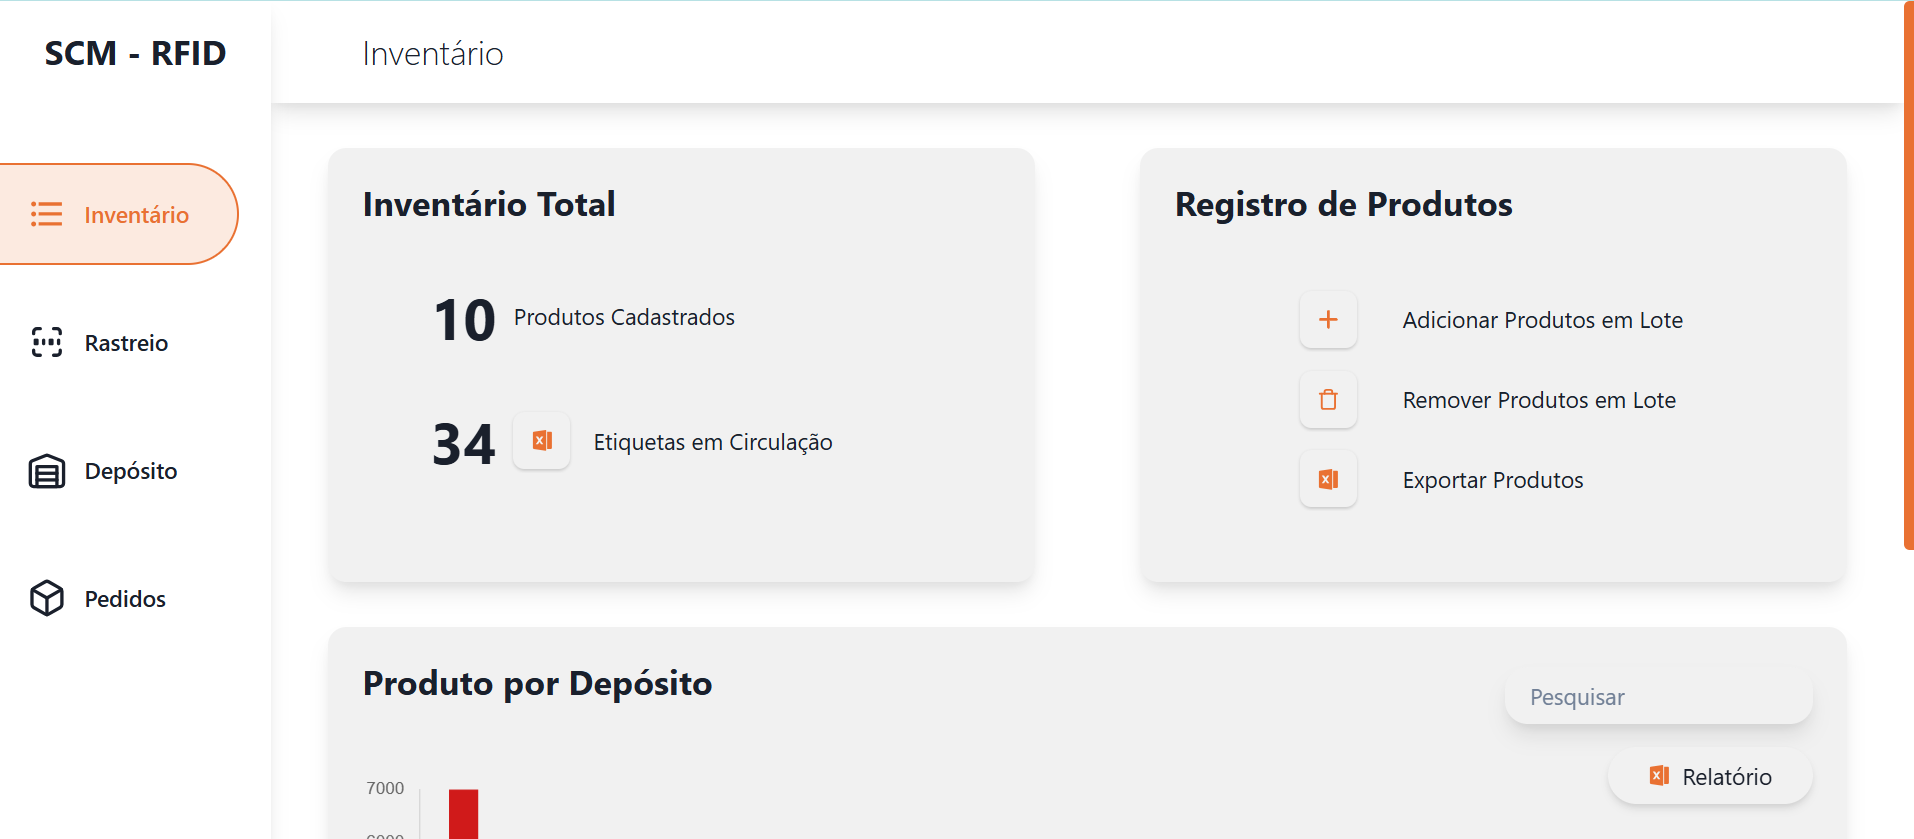 SCM - RFID
Inventário
Inventário
Rastreio
Depósito
Pedidos
Inventário Total
10 Produtos Cadastrados
34 Etiquetas em Circulação
Registro de Produtos
Adicionar Produtos em Lote
Remover Produtos em Lote
Exportar Produtos
Produto por Depósito
Pesquisar
Relatório
7000